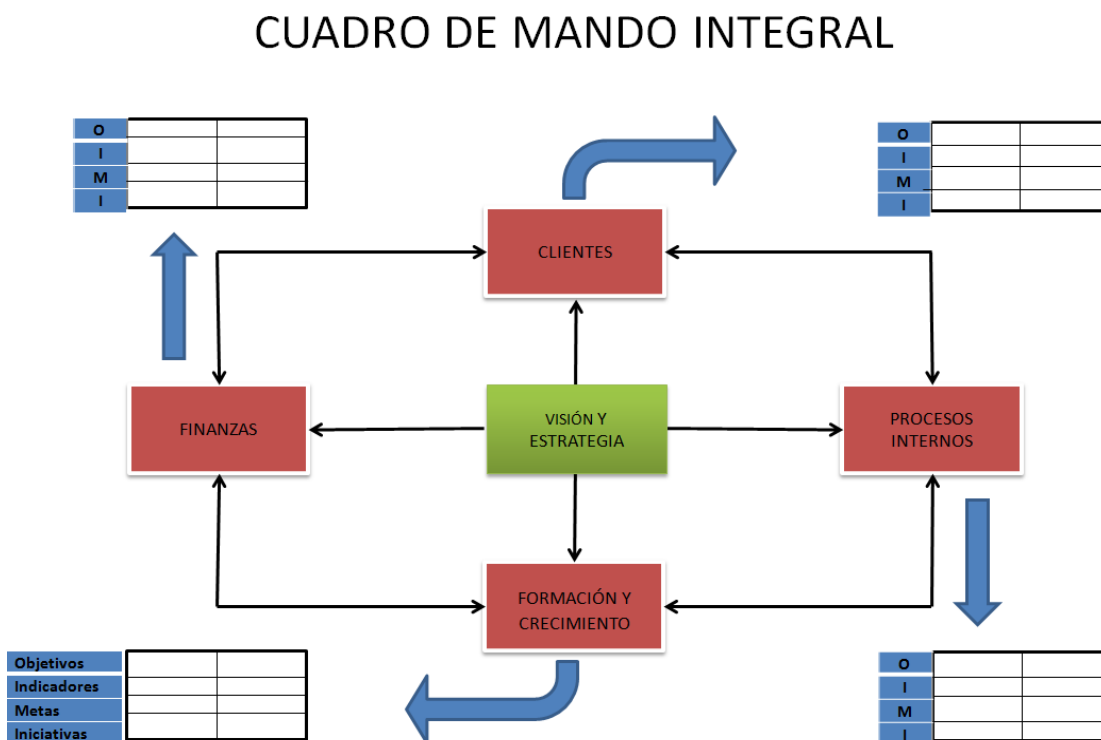 CUADRO DE MANDO INTEGRAL
O
I
M
I
O
I
M
I
CLIENTES
FINANZAS
VISIÓN Y
ESTRATEGIA
PROCESOS
INTERNOS
FORMACIÓN Y
CRECIMIENTO
Objetivos
Indicadores
Metas
Iniciativas
O
I
M
I